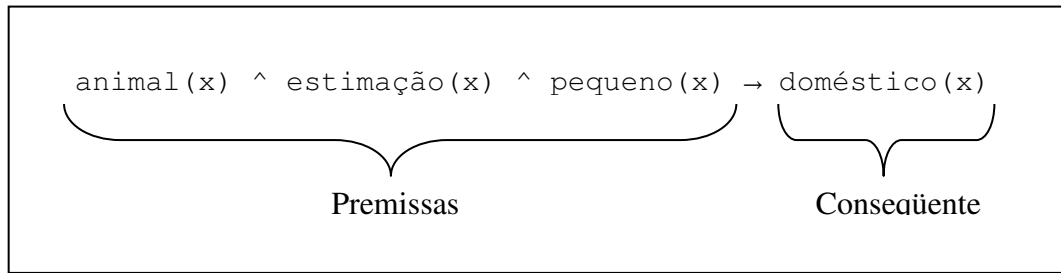 animal(x) ^ estimação(x) ^ pequeno(x) → doméstico(x)
Premissas Conseqüente